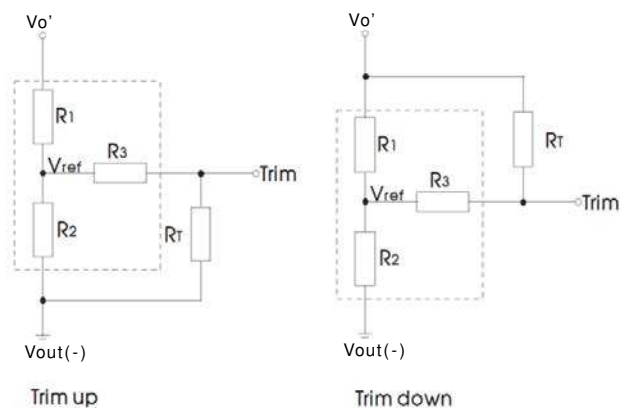 Vo'
R1
Vref
R3
Trim
R2
RT
Vout(-)
Trim up
Vo'
R1
RT
Vref
R3
Trim
R2
Vout(-)
Trim down